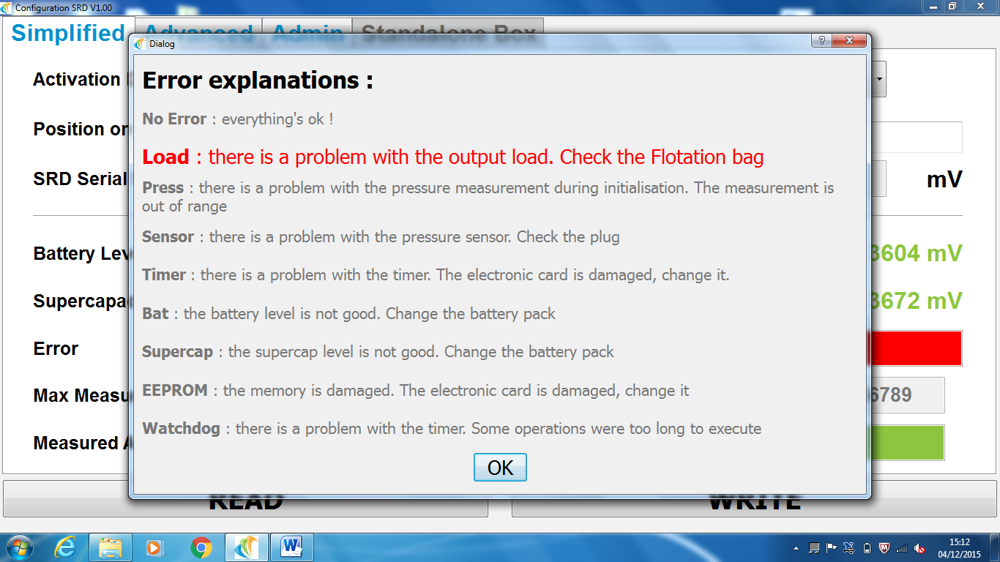 Configuration SRD V1.00
Simplified Advanced Admin Standalone Box
Dialog
Error explanations :
No Error : everything's ok !
Load : there is a problem with the output load. Check the Flotation bag
Press : there is a problem with the pressure measurement during initialisation. The measurement is
out of range
Sensor : there is a problem with the pressure sensor. Check the plug
Timer : there is a problem with the timer. The electronic card is damaged, change it.
Bat : the battery level is not good. Change the battery pack
Supercap : the supercap level is not good. Change the battery pack
EEPROM : the memory is damaged. The electronic card is damaged, change it
Watchdog : there is a problem with the timer. Some operations were too long to execute
OK
Activation
Position on
SRD Serial
mV
Battery Lev
3604 mV
Supercapa
3672 mV
Error
Max Measu
6789
Measured A
READ
WRITE
15:12
04/12/2015